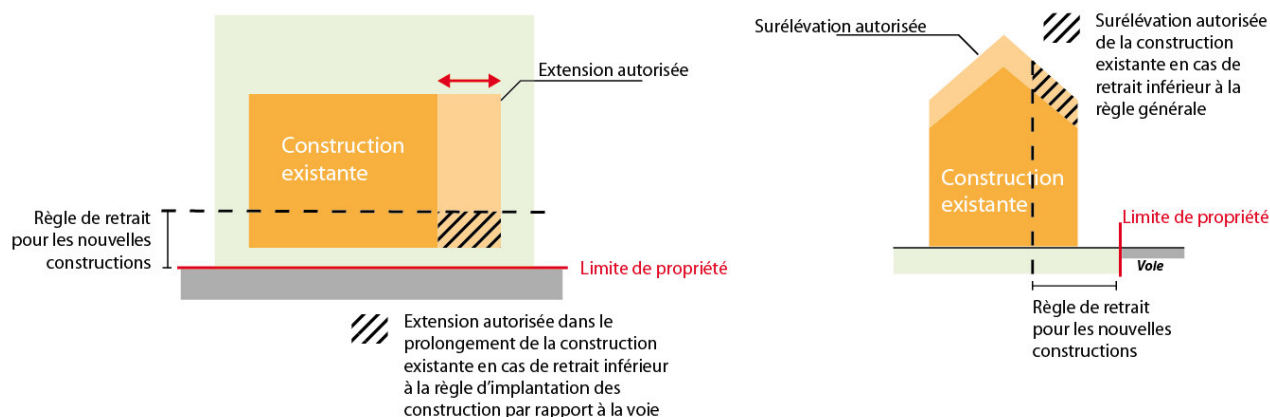 Extension autorisée
Construction
existante
Règle de retrait
pour les nouvelles
constructions
Limite de propriété
Extension autorisée dans le
prolongement de la construction
existante en cas de retrait inférieur
à la règle d'implantation des
construction par rapport à la voie
Surélévation autorisée
Surélévation autorisée
de la construction
existante en cas de
retrait inférieur à la
règle générale
Construction
existante
Limite de propriété
Voie
Règle de retrait
pour les nouvelles
constructions